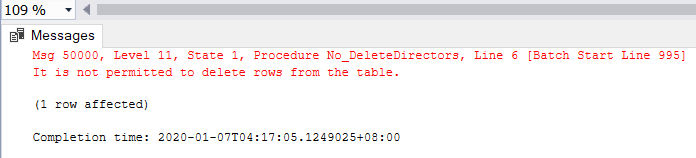 109 %
Messages
Msg 50000, Level 11, State 1, Procedure No_DeleteDirectors, Line 6 [Batch Start Line 995]
It is not permitted to delete rows from the table.
(1 row affected)
Completion time: 2020-01-07T04:17:05.1249025+08:00